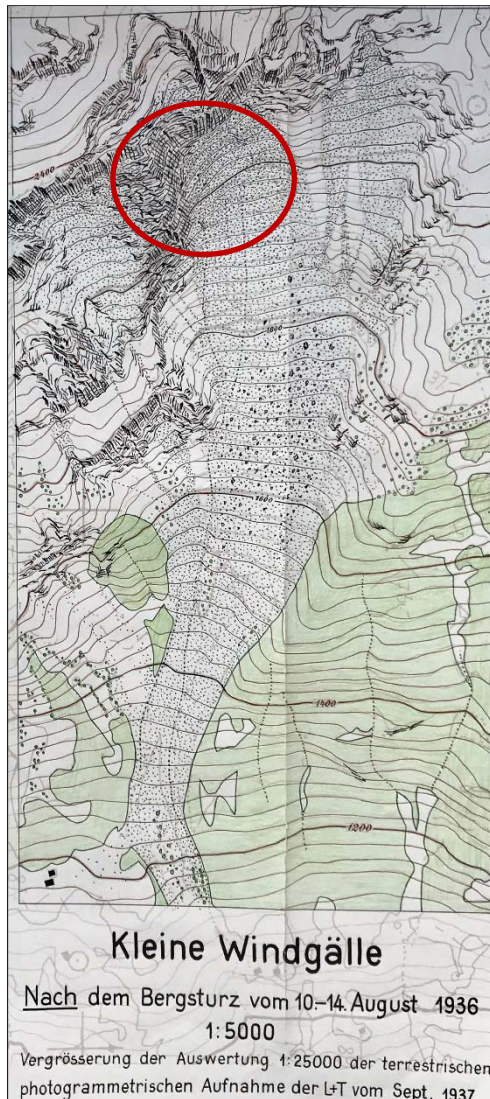 2400
1800
1600
1400
1200
Kleine Windgälle
Nach dem Bergsturz vom 10.-14. August 1936
1:5000
Vergrösserung der Auswertung 1:25000 der terrestrischen
photogrammetrischen Aufnahme der L+T vom Sept. 1937